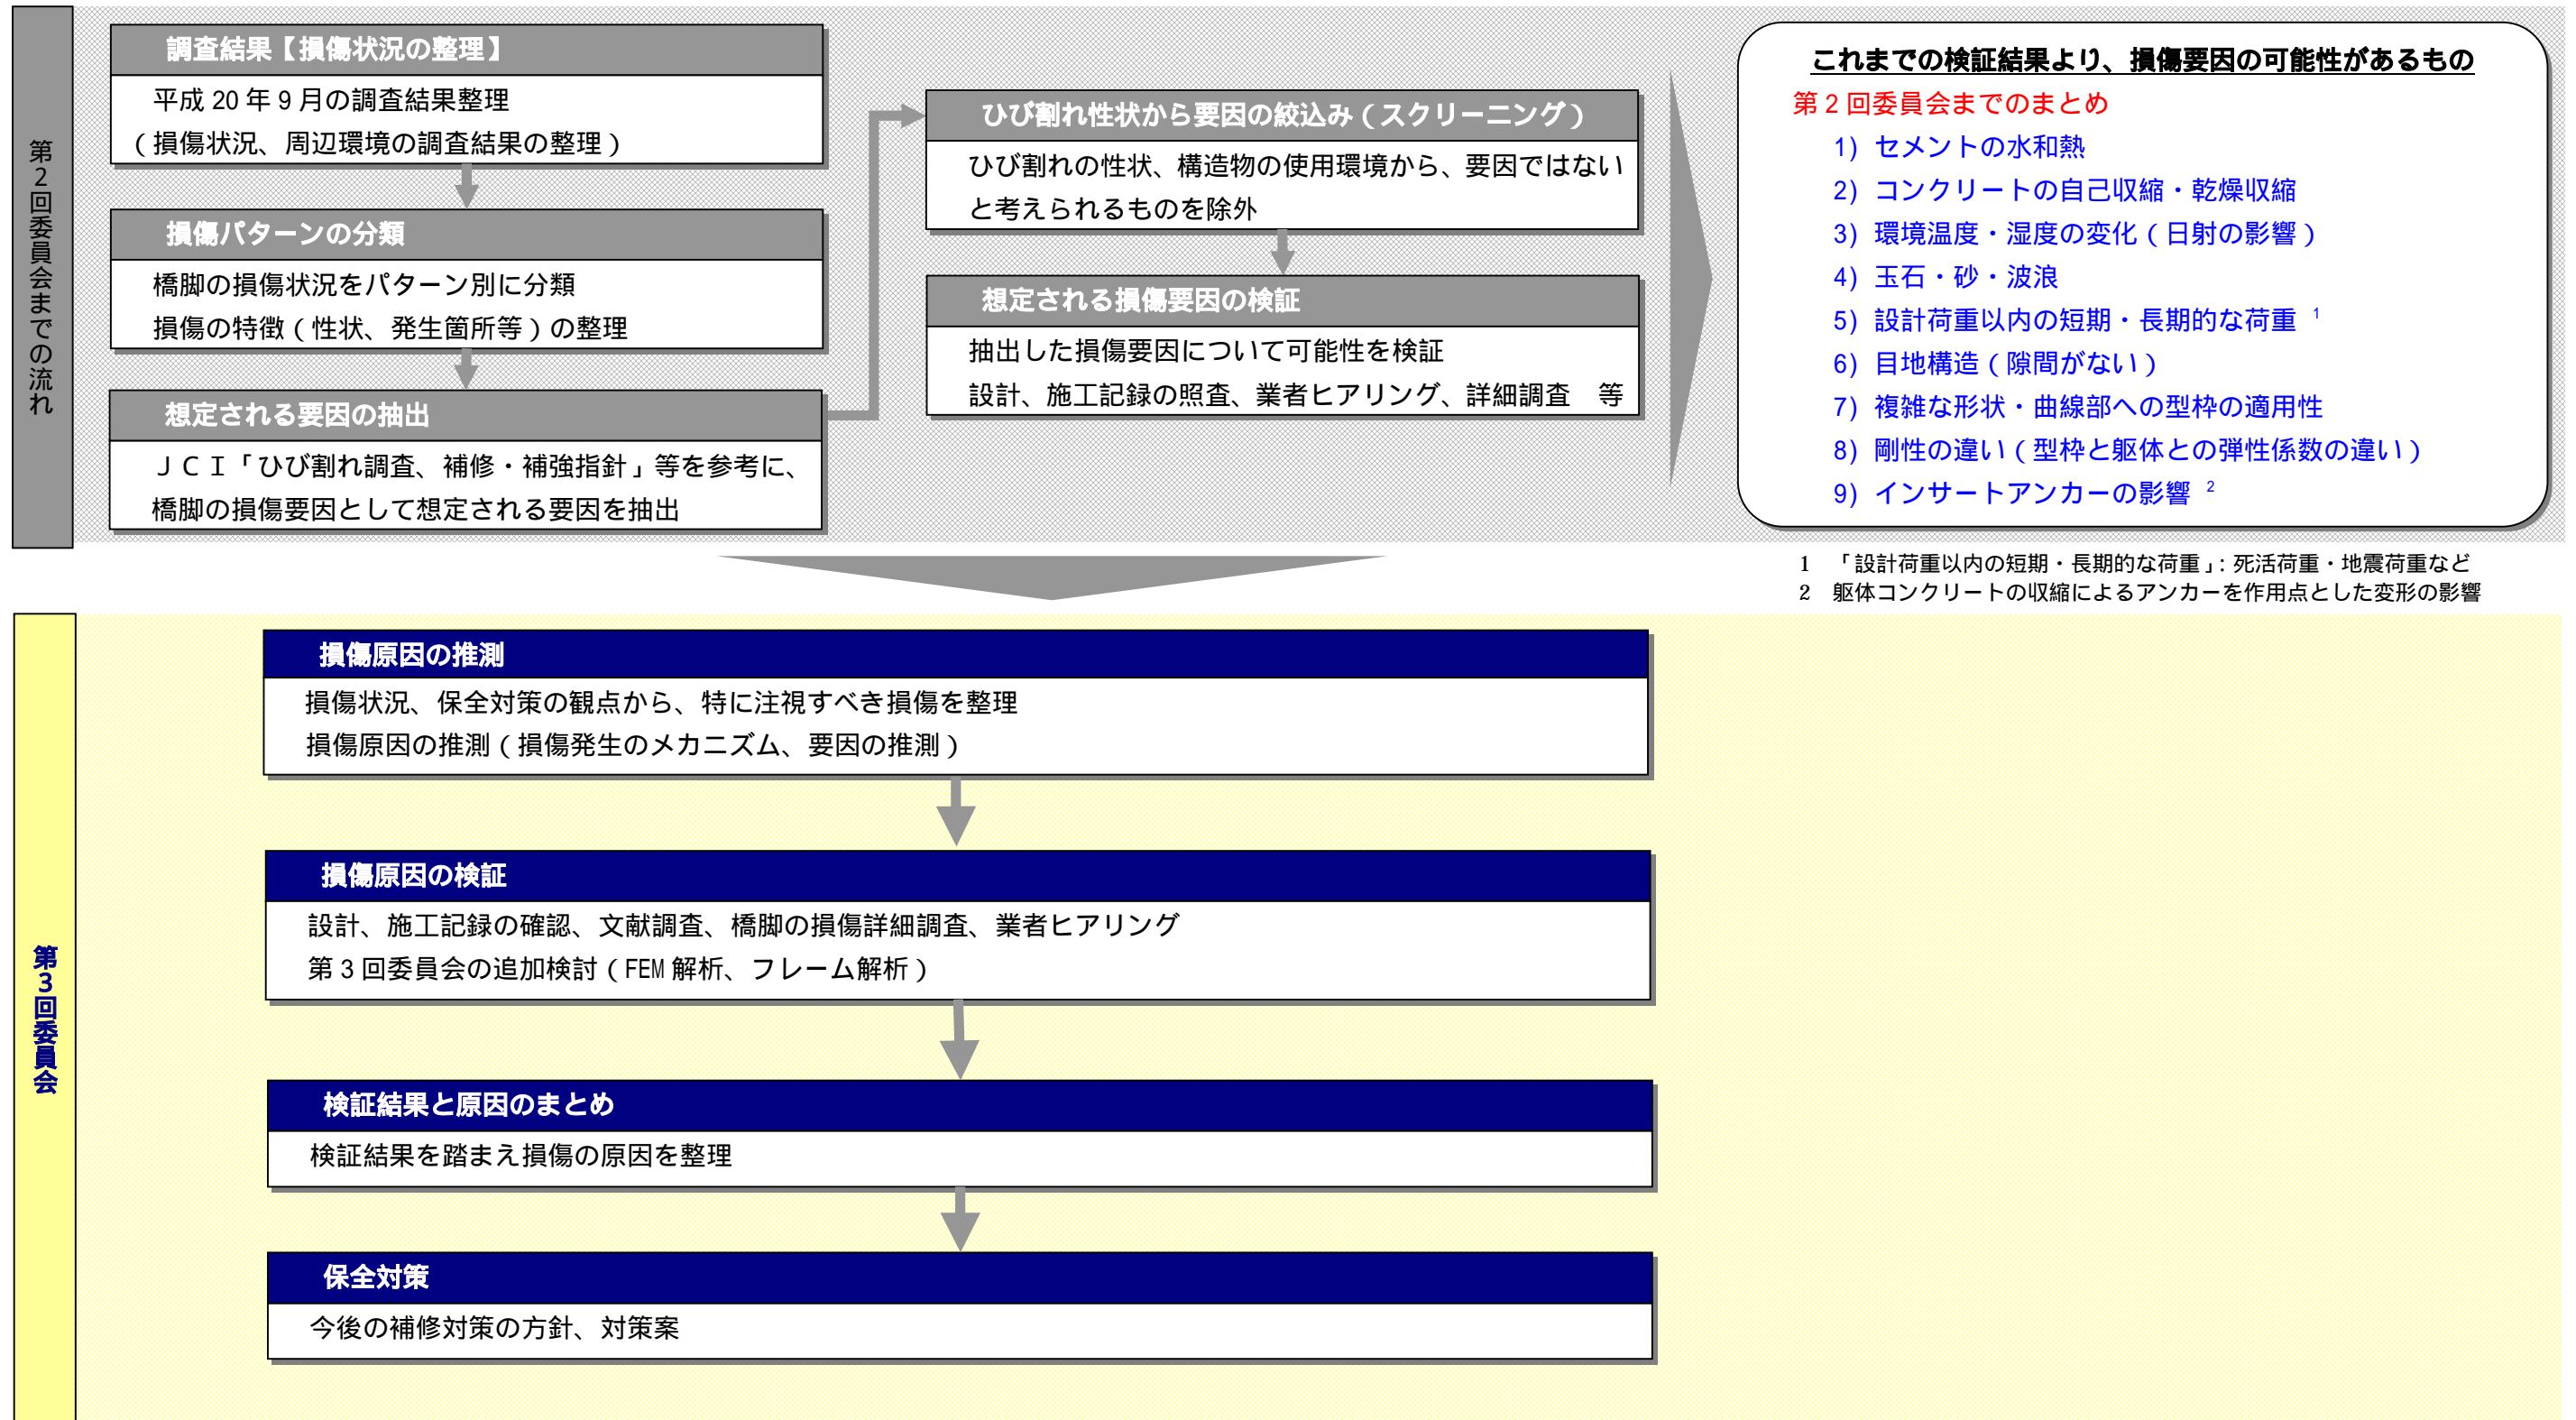 第2回委員会までの流れ
調査結果【損傷状況の整理】
平成 20 年 9 月の調査結果整理
(損傷状況、周辺環境の調査結果の整理)
損傷パターンの分類
橋脚の損傷状況をパターン別に分類
損傷の特徴(性状、発生箇所等)の整理
想定される要因の抽出
JCI「ひび割れ調査、補修・補強指針」等を参考に、
橋脚の損傷要因として想定される要因を抽出
ひび割れ性状から要因の絞込み(スクリーニング)
ひび割れの性状、構造物の使用環境から、要因ではない
と考えられるものを除外
想定される損傷要因の検証
抽出した損傷要因について可能性を検証
設計、施工記録の照査、業者ヒアリング、詳細調査 等
これまでの検証結果より、損傷要因の可能性があるもの
第2回委員会までのまとめ
1) セメントの水和熱
2) コンクリートの自己収縮・乾燥収縮
3) 環境温度・湿度の変化(日射の影響)
4) 玉石・砂・波浪
5) 設計荷重以内の短期・長期的な荷重 1
6) 目地構造(隙間がない)
7) 複雑な形状・曲線部への型枠の適用性
8) 剛性の違い(型枠と躯体との弾性係数の違い)
9) インサートアンカーの影響 2
1 「設計荷重以内の短期・長期的な荷重」:死活荷重・地震荷重など
2 躯体コンクリートの収縮によるアンカーを作用点とした変形の影響
第3回委員会
損傷原因の推測
損傷状況、保全対策の観点から、特に注視すべき損傷を整理
損傷原因の推測(損傷発生のメカニズム、要因の推測)
損傷原因の検証
設計、施工記録の確認、文献調査、橋脚の損傷詳細調査、業者ヒアリング
第3回委員会の追加検討(FEM 解析、フレーム解析)
検証結果と原因のまとめ
検証結果を踏まえ損傷の原因を整理
保全対策
今後の補修対策の方針、対策案